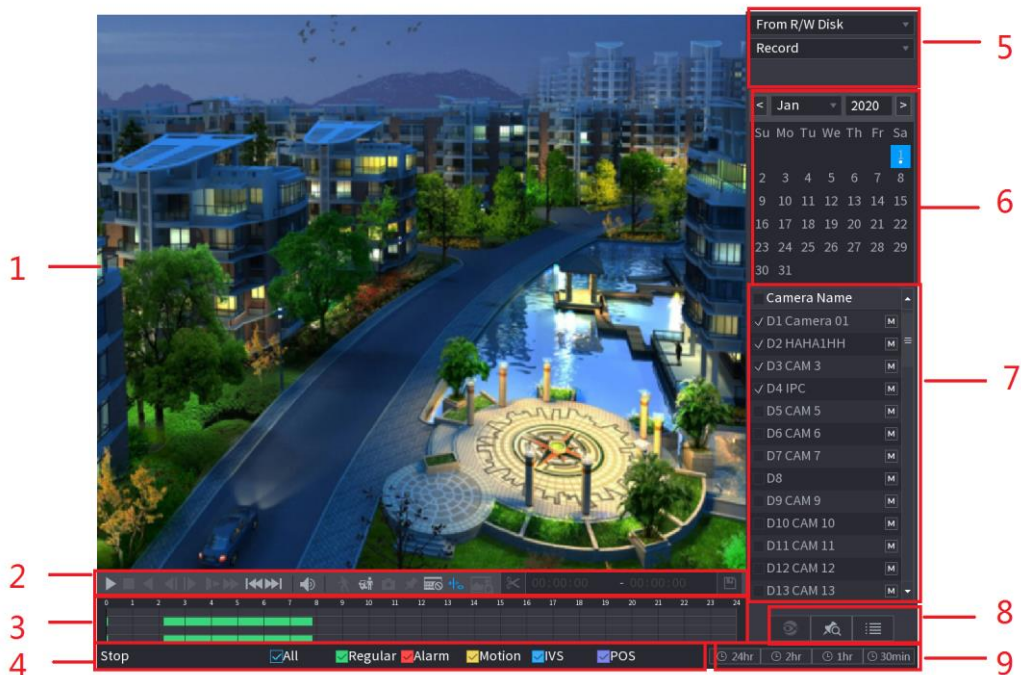 From R/W Disk
Record
5
< Jan 2020 >
Su Mo Tu We Th Fr Sa
1
2 3 4 5 6 7 8
9 10 11 12 13 14 15
16 17 18 19 20 21 22
23 24 25 26 27 28 29
30 31
6
1
Camera Name
D1 Camera 01 M
D2 HAHA1HH M
D3 CAM 3 M
D4 IPC M
D5 CAM 5 M
D6 CAM 6 M
D7 CAM 7 M
D8 M
D9 CAM 9 M
D10 CAM 10 M
D11 CAM 11 M
D12 CAM 12 M
D13 CAM 13 M
7
2
00:00:00 - 00:00:00
3
0 1 2 3 4 5 6 7 8 9 10 11 12 13 14 15 16 17 18 19 20 21 22 23 24
8
4
Stop All Regular Alarm Motion IVS POS
24hr 2hr 1hr 30min
9